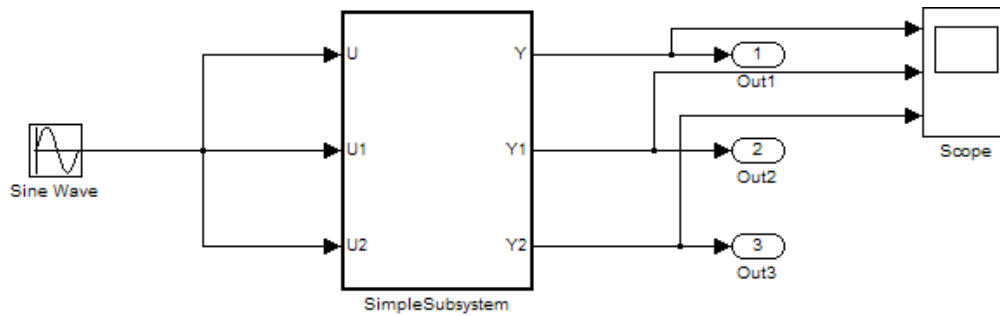 U
Y
1
Out1
U1
Y1
2
Out2
Scope
Sine Wave
U2
Y2
3
Out3
SimpleSubsystem